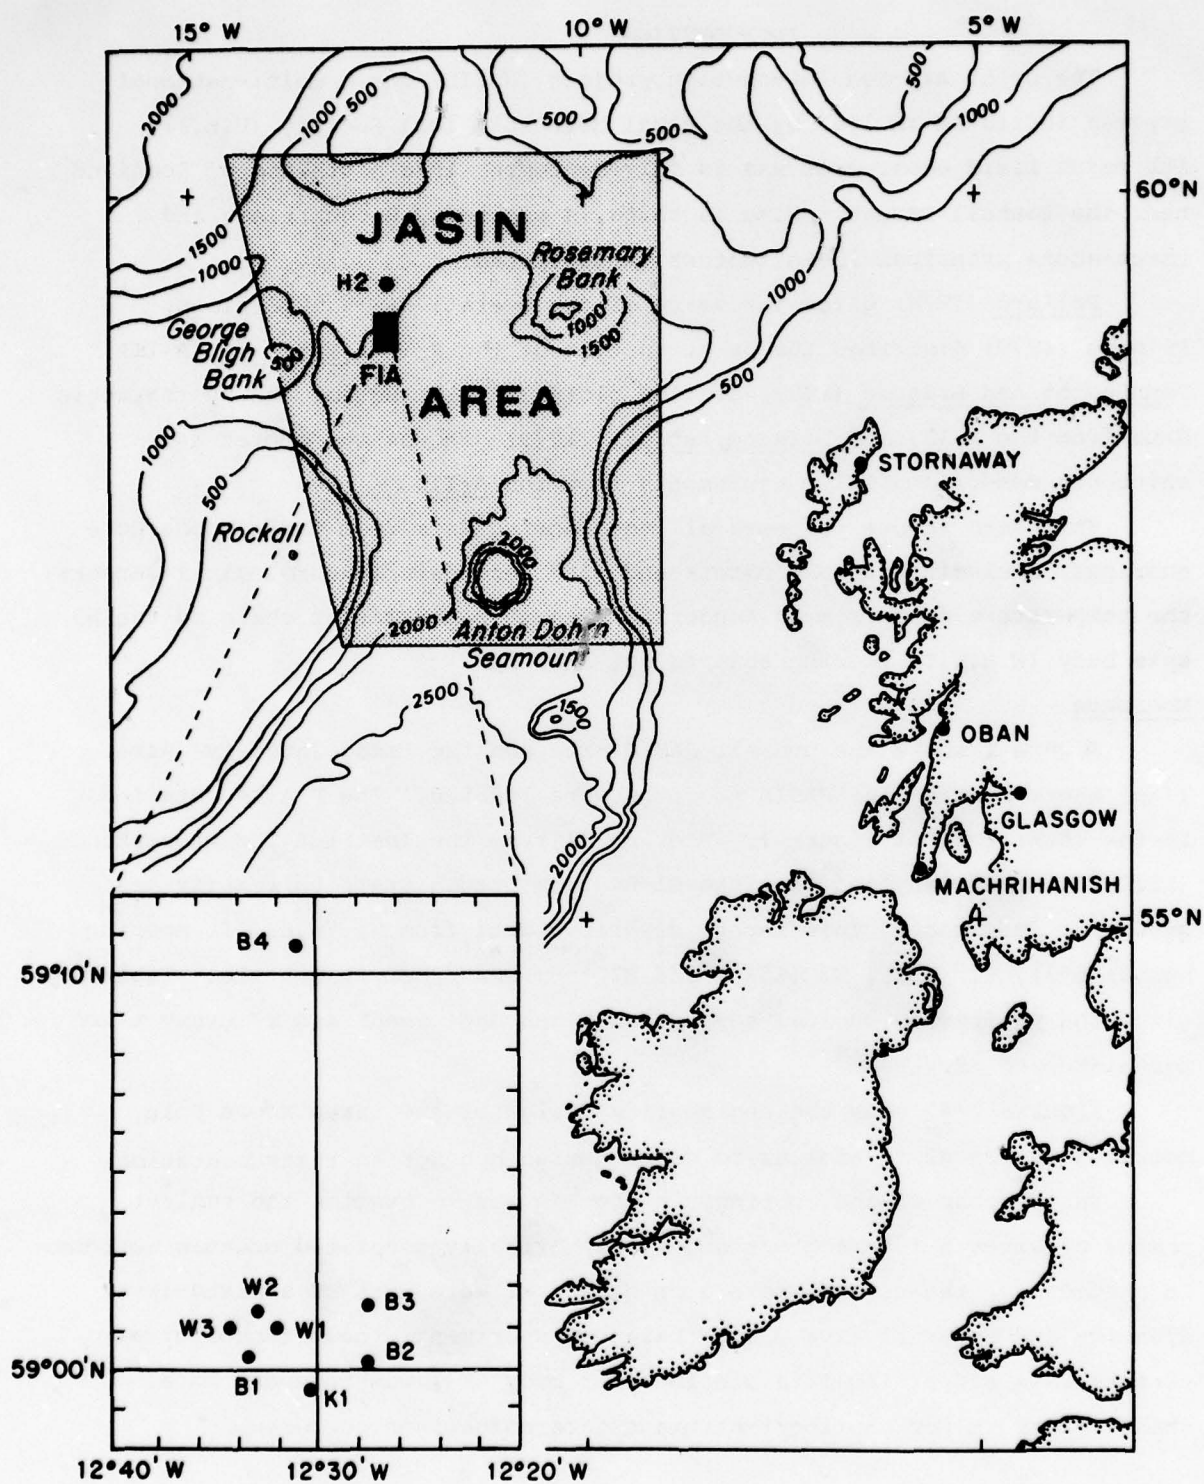 15° W
10° W
5° W
2000
1000
500
500
500
500
1000
60°N
JASIN
1500
1000
H2
Rosemary
Bank
1000
1500
1000
George
Bligh
Bank
500
FIA
500
AREA
1000
500
STORNAWAY
Rockall
2000
2000
Anton Dohrn
Seamount
2500
150
OBAN
GLASGOW
2000
MACHRIHANISH
55°N
B4
59°10'N
W2
B3
W3
W1
B2
59°00'N
B1
K1
12°40' W
12°30' W
12°20' W